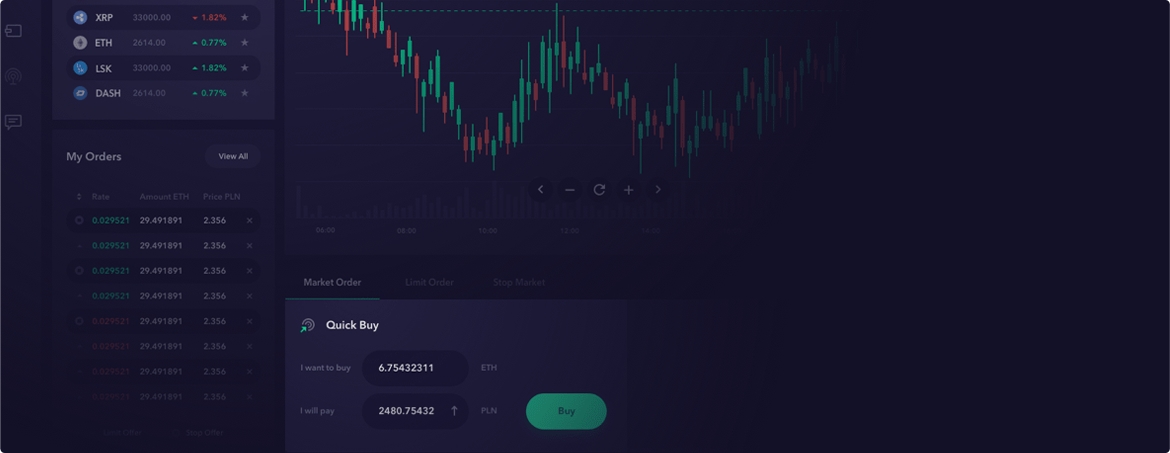 XRP 33000.00 1.82%
ETH 2614.00 0.77%
LSK 33000.00 1.82%
DASH 2614.00 0.77%
My Orders View All
Rate Amount ETH Price PLN
0.029521 29.491891 2.356 ×
0.029521 29.491891 2.356 ×
0.029521 29.491891 2.356 ×
0.029521 29.491891 2.356 ×
0.029521 29.491891 2.356 ×
0.029521 29.491891 2.356 ×
0.029521 29.491891 2.356 ×
0.029521 29.491891 2.356 ×
Stop Offer
06:00 08:00 10:00 12:00 14:00
Market Order Limit Order Stop Market
Quick Buy
I want to buy 6.75432311 ETH
I will pay 2480.75432 PLN Buy